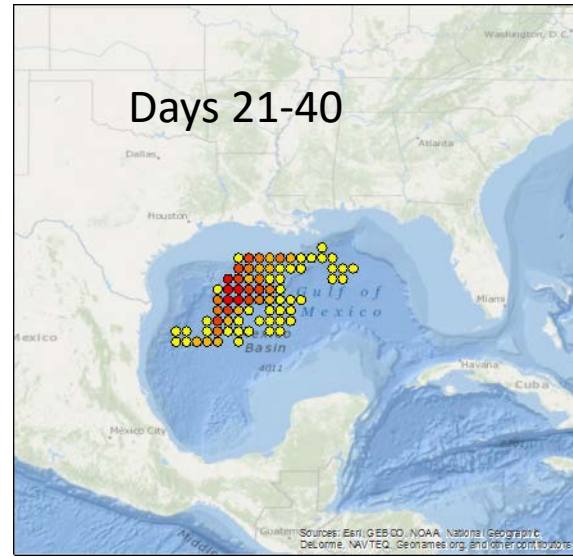 Washington, D.C.
Days 21-40
Atlanta
Dallas
Houston
Gulf of
Mexico
Miami
Mexico
Basin
Havana
4011
Cuba
Mexico City
Sources: Esri, GEBCO, NOAA, National Geographic,
DeLorme, NAVTEQ, Geonames.org, and other contributors